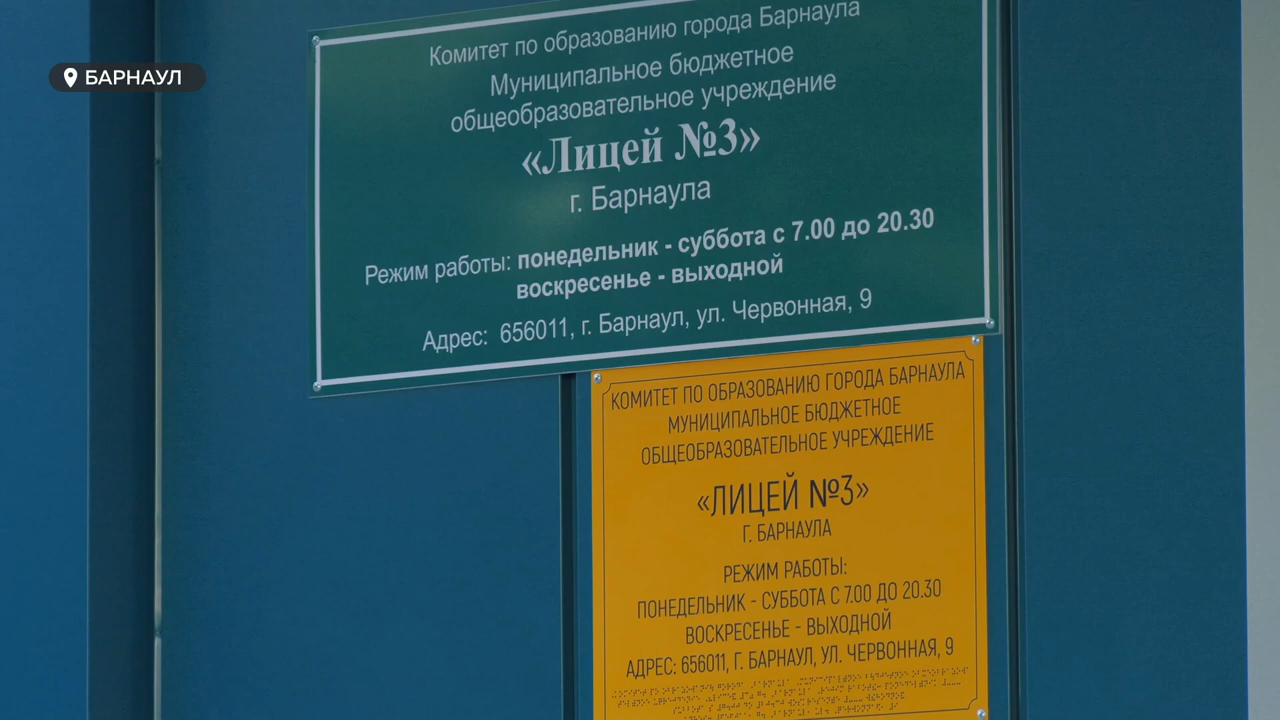 БАРНАУЛ
Комитет по образованию города Барнаула
Муниципальное бюджетное
общеобразовательное учреждение
«Лицей №3»
г. Барнаула
Режим работы: понедельник - суббота с 7.00 до 20.30
воскресенье - выходной
Адрес: 656011, г. Барнаул, ул. Червонная, 9
КОМИТЕТ ПО ОБРАЗОВАНИЮ ГОРОДА БАРНАУЛА
МУНИЦИПАЛЬНОЕ БЮДЖЕТНОЕ
ОБЩЕОБРАЗОВАТЕЛЬНОЕ УЧРЕЖДЕНИЕ
«ЛИЦЕЙ №3»
Г. БАРНАУЛА
РЕЖИМ РАБОТЫ:
ПОНЕДЕЛЬНИК - СУББОТА С 7.00 ДО 20.30
ВОСКРЕСЕНЬЕ - ВЫХОДНОЙ
АДРЕС: 656011, Г. БАРНАУЛ, УЛ. ЧЕРВОННАЯ, 9